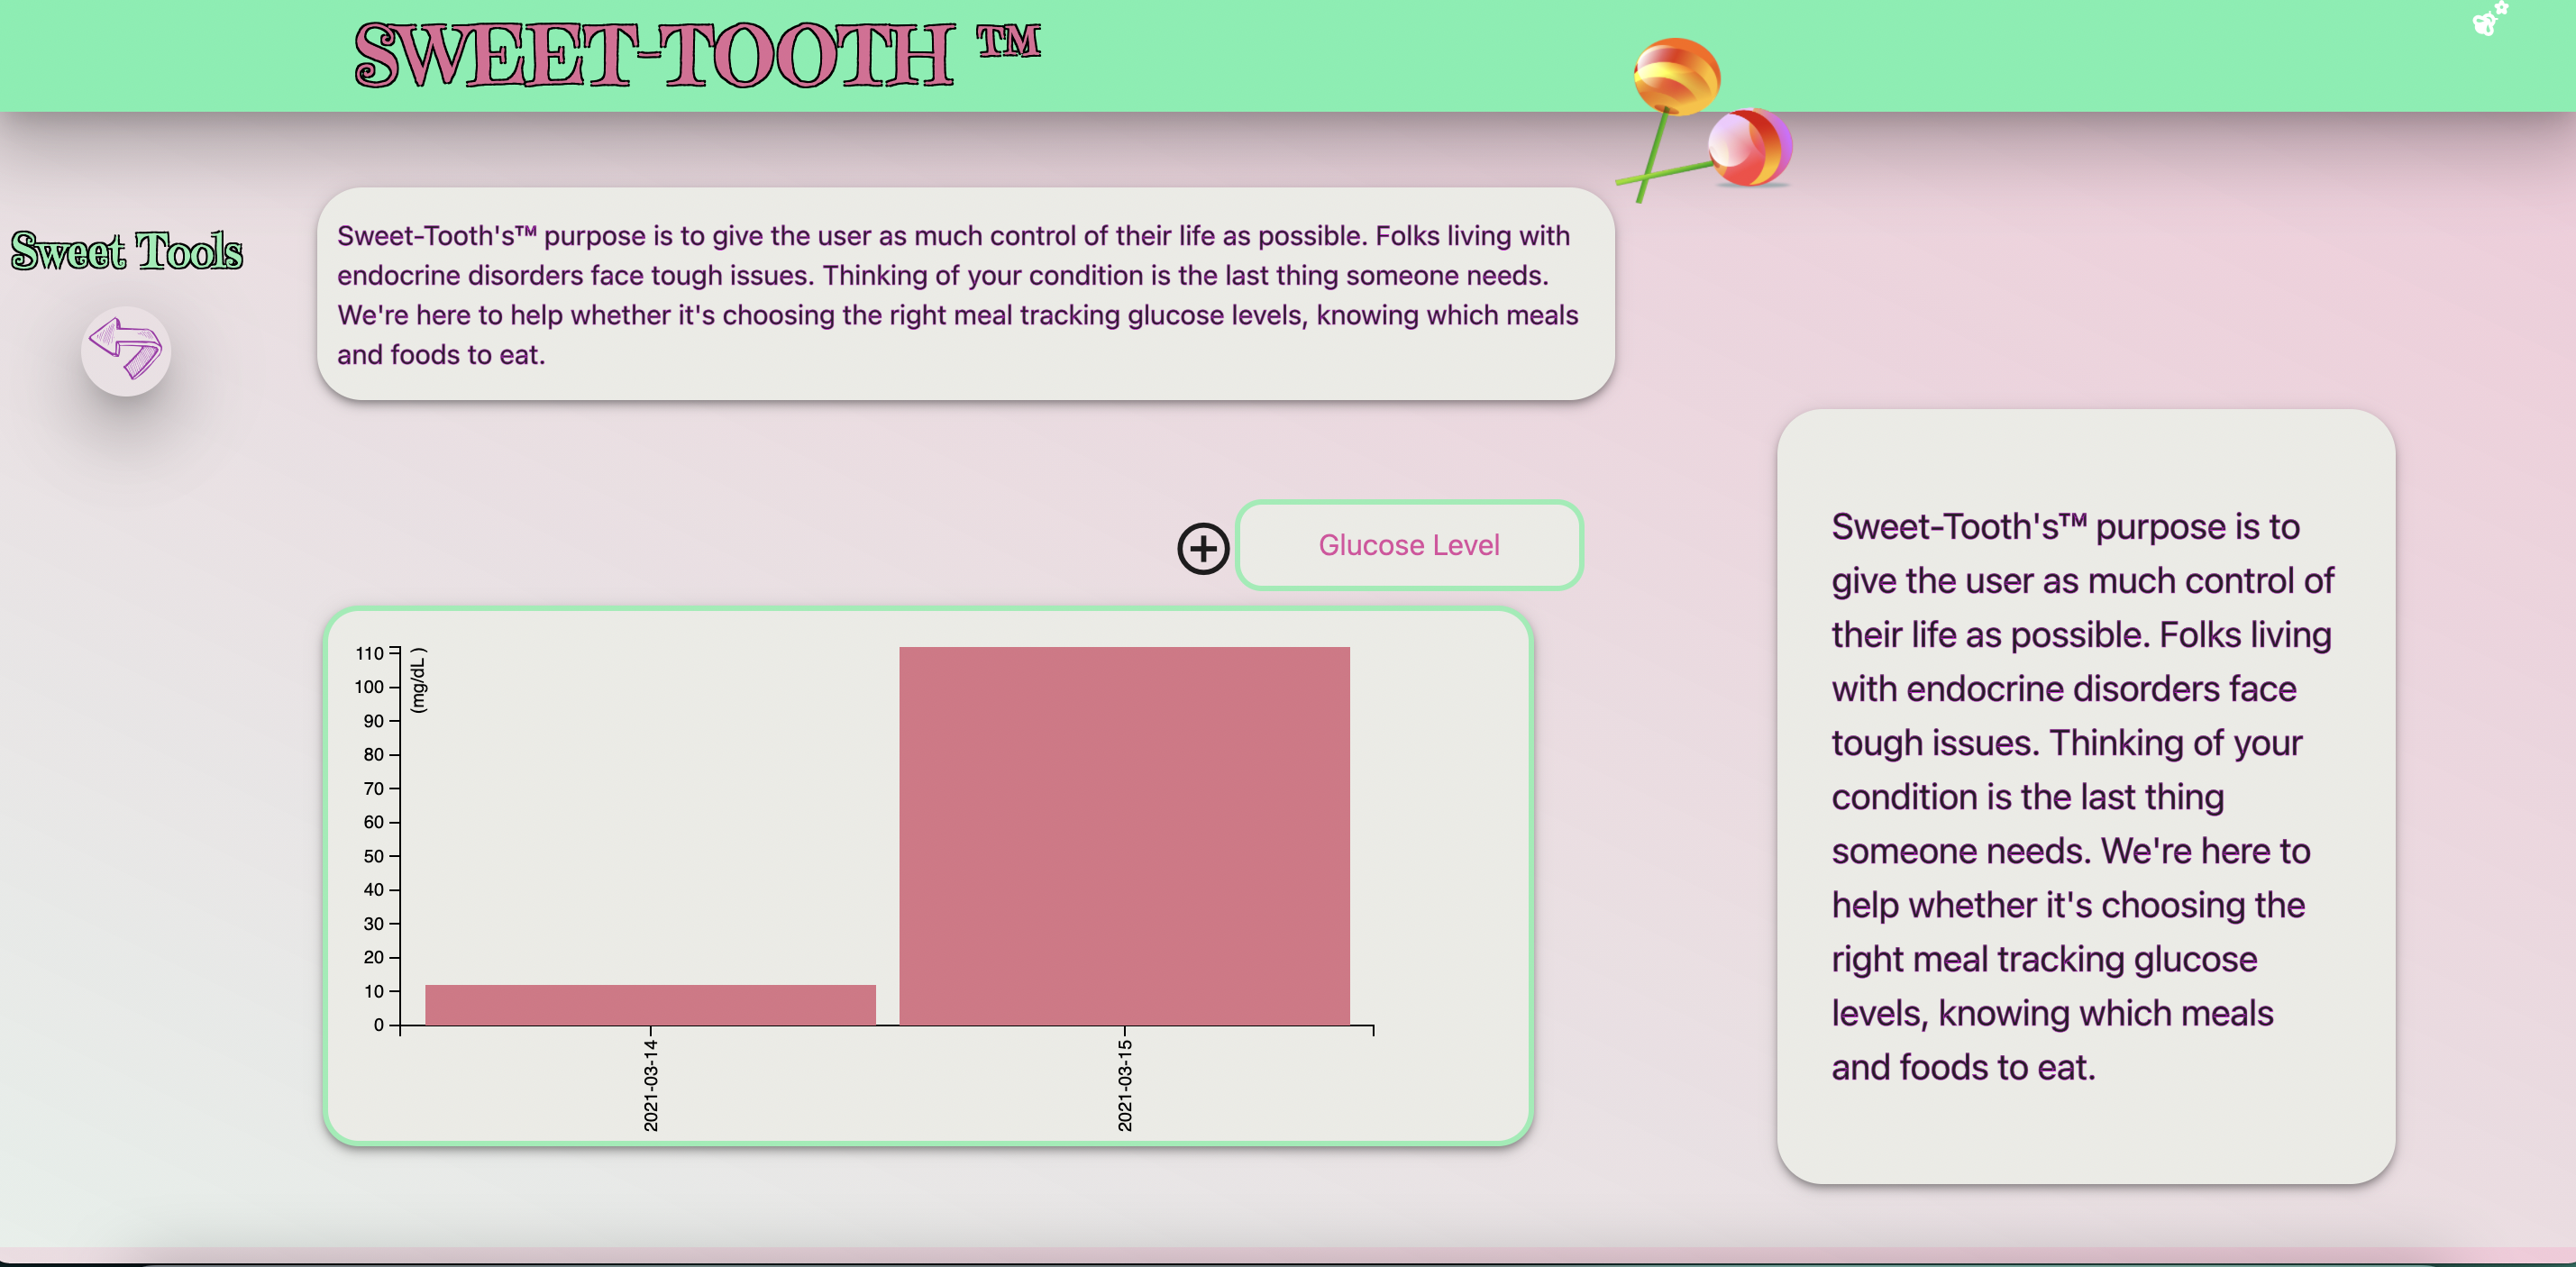 SWEET-TOOTH ™
Sweet Tools
Sweet-Tooth's™ purpose is to give the user as much control of their life as possible. Folks living with
endocrine disorders face tough issues. Thinking of your condition is the last thing someone needs.
We're here to help whether it's choosing the right meal tracking glucose levels, knowing which meals
and foods to eat.
Glucose Level
(mg/dL )
110
100
90
80
70
60
50
40
30
20
10
0
2021-03-14
2021-03-15
Sweet-Tooth's™ purpose is to
give the user as much control of
their life as possible. Folks living
with endocrine disorders face
tough issues. Thinking of your
condition is the last thing
someone needs. We're here to
help whether it's choosing the
right meal tracking glucose
levels, knowing which meals
and foods to eat.